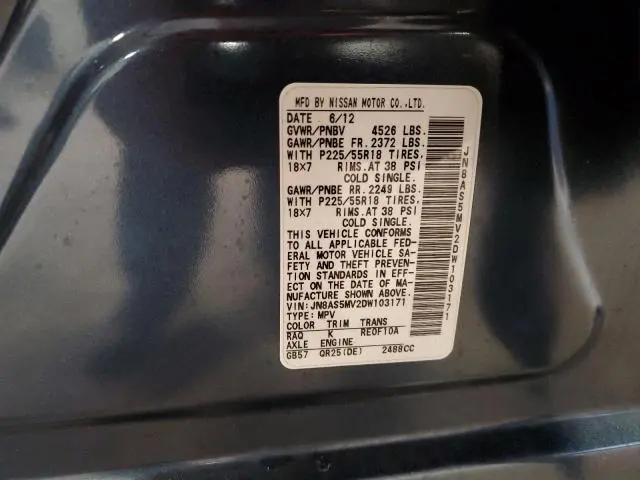 MFD BY NISSAN MOTOR CO.,LTD.
DATE 6/12
GVWR/PNBV 4526 LBS.
GAWR/PNBE FR. 2372 LBS.
WITH P225/55R18 TIRES,
18X7 RIMS. AT 38 PSI
COLD SINGLE.
GAWR/PNBE RR. 2249 LBS.
WITH P225/55R18 TIRES,
18X7 RIMS. AT 38 PSI
COLD SINGLE.
THIS VEHICLE CONFORMS
TO ALL APPLICABLE FED-
ERAL MOTOR VEHICLE SA-
FETY AND THEFT PREVEN-
TION STANDARDS IN EFF-
ECT ON THE DATE OF MA-
NUFACTURE SHOWN ABOVE.
VIN:JN8AS5MV2DW103171
TYPE:MPV
COLOR TRIM TRANS
RAQ K RE0F10A
AXLE ENGINE
GB57 QR25(DE) 2488CC
JN8AS5MV2DW103171